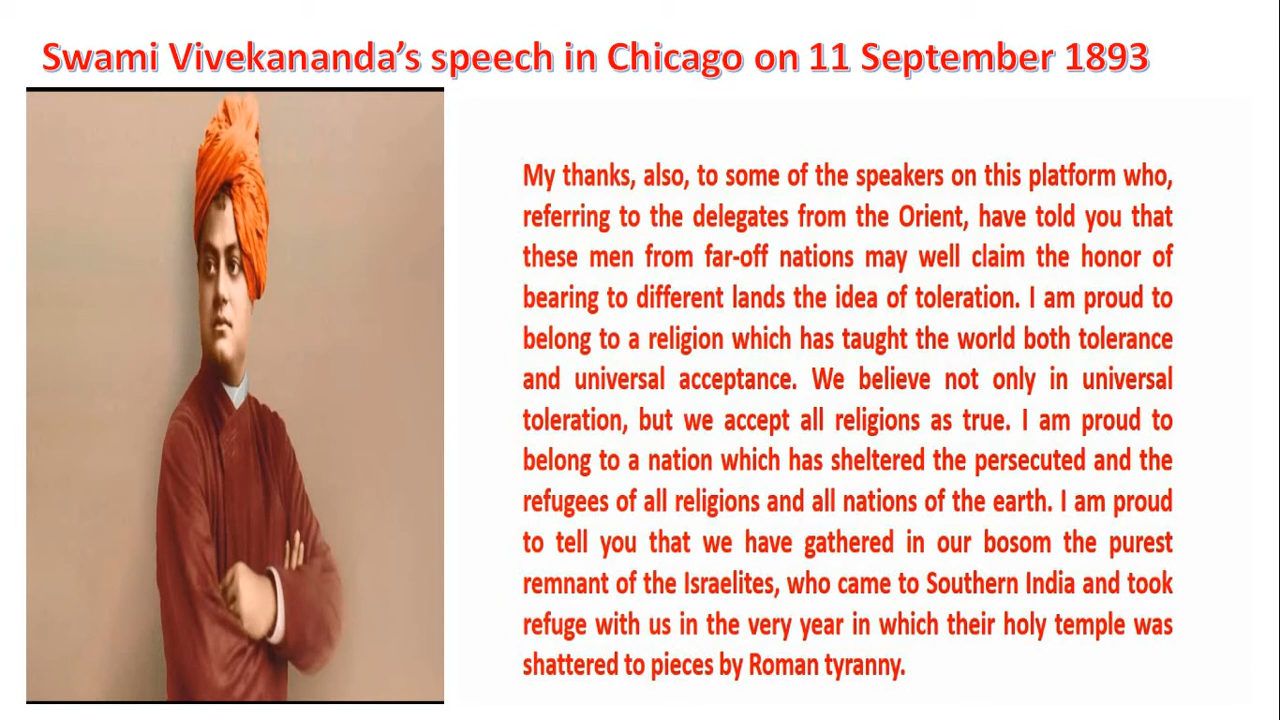 Swami Vivekananda’s speech in Chicago on 11 September 1893
My thanks, also, to some of the speakers on this platform who,
referring to the delegates from the Orient, have told you that
these men from far-off nations may well claim the honor of
bearing to different lands the idea of toleration. I am proud to
belong to a religion which has taught the world both tolerance
and universal acceptance. We believe not only in universal
toleration, but we accept all religions as true. I am proud to
belong to a nation which has sheltered the persecuted and the
refugees of all religions and all nations of the earth. I am proud
to tell you that we have gathered in our bosom the purest
remnant of the Israelites, who came to Southern India and took
refuge with us in the very year in which their holy temple was
shattered to pieces by Roman tyranny.